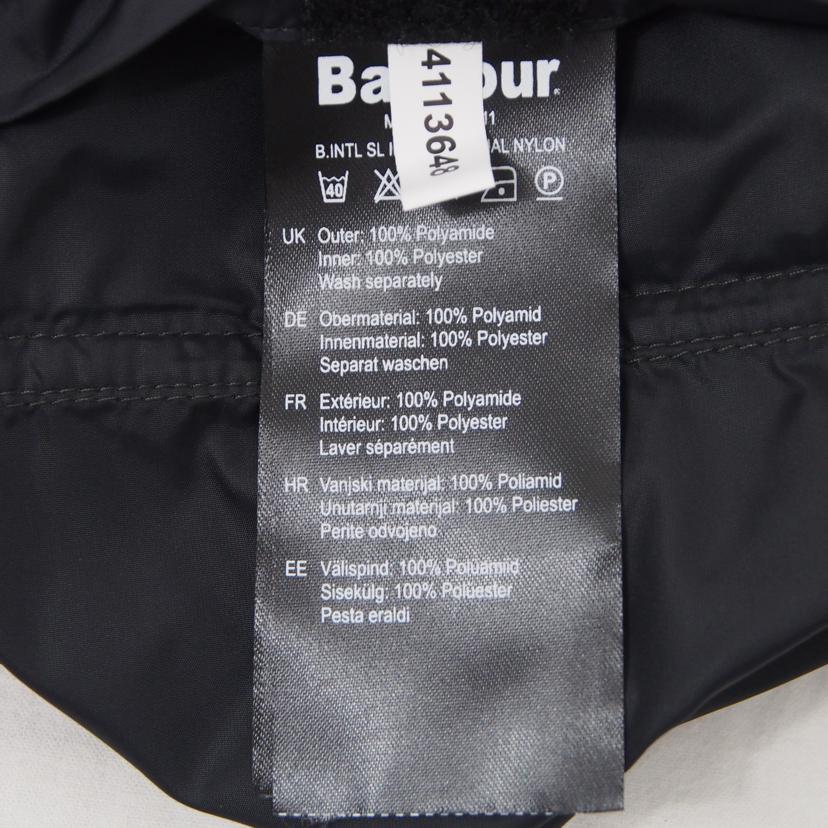 Barbour
4113648
B.INTL SL NYLON
40
P
UK Outer: 100% Polyamide
Inner: 100% Polyester
Wash separately
DE Obermaterial: 100% Polyamid
Innenmaterial: 100% Polyester
Separat waschen
FR Extérieur: 100% Polyamide
Intérieur: 100% Polyester
Laver séparément
HR Vanjski materijal: 100% Poliamid
Unutarnji materijal: 100% Poliester
Perite odvojeno
EE Välispind: 100% Poluamiid
Sisekülg: 100% Polüester
Pesta eraldi